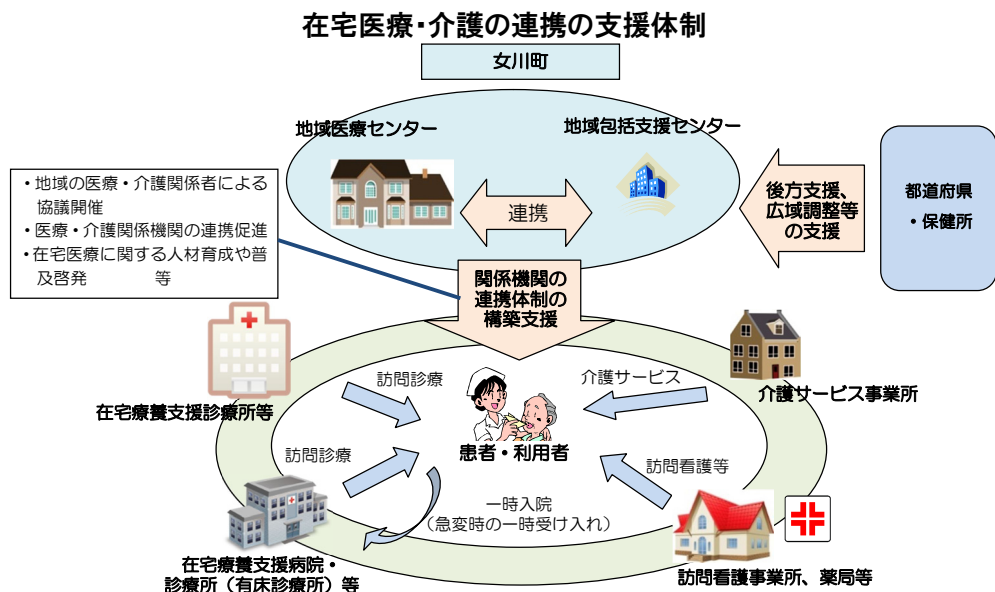 在宅医療・介護の連携の支援体制
女川町
地域医療センター
地域包括支援センター
連携
後方支援、
広域調整等
の支援
都道府県
・保健所
・地域の医療・介護関係者による
協議開催
・医療・介護関係機関の連携促進
・在宅医療に関する人材育成や普
及啓発 等
関係機関の
連携体制の
構築支援
在宅療養支援診療所等
訪問診療
介護サービス
介護サービス事業所
患者・利用者
訪問診療
訪問看護等
一時入院
（急変時の一時受け入れ）
在宅療養支援病院・
診療所（有床診療所）等
訪問看護事業所、薬局等